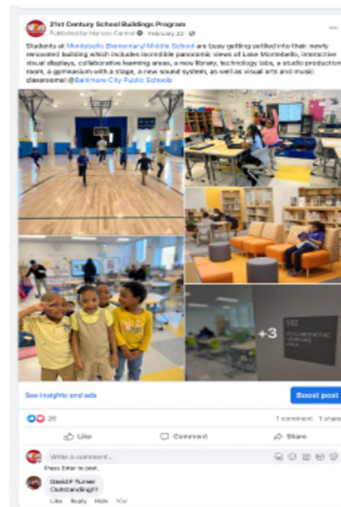 21st Century School Buildings Program
Published by Marissa Carmel · February 22
Students at Montebello Elementary/Middle School are busy getting settled into their newly
renovated building which includes incredible panoramic views of Lake Montebello, interactive
visual displays, collaborative learning areas, a new library, technology labs, a studio production
room, a gymnasium with a stage, a new sound system, as well as visual arts and music
classrooms! @Baltimore City Public Schools
+3
LEARNING
See insights and ads
Boost post
26
1 comment 1 share
Like
Comment
Share
Write a comment...
Press Enter to post.
David F Turner
Outstanding!!!
Like Reply Hide